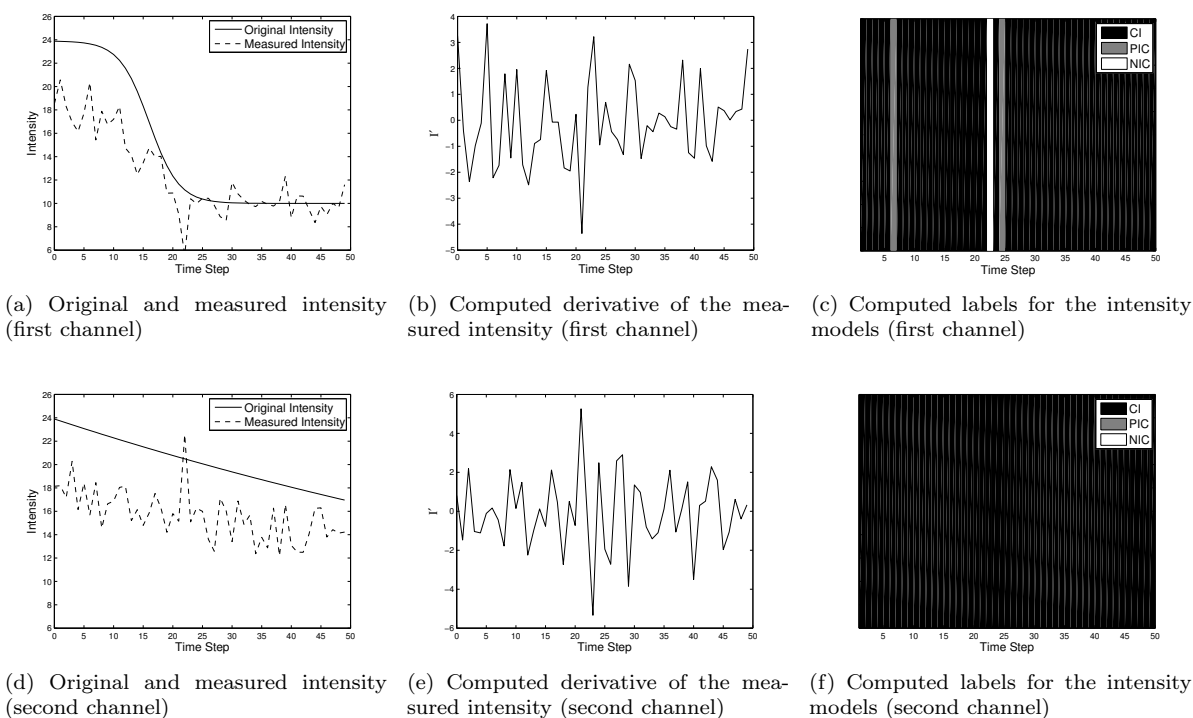 Original Intensity
Measured Intensity
26
24
22
20
18
16
14
12
10
8
6
Intensity
0 5 10 15 20 25 30 35 40 45 50
Time Step
(a) Original and measured intensity
(first channel)
4
3
2
1
0
-1
-2
-3
-4
-5
I'
0 5 10 15 20 25 30 35 40 45 50
Time Step
(b) Computed derivative of the mea-
sured intensity (first channel)
CI
PIC
NIC
5 10 15 20 25 30 35 40 45 50
Time Step
(c) Computed labels for the intensity
models (first channel)
Original Intensity
Measured Intensity
26
24
22
20
18
16
14
12
10
8
6
Intensity
0 5 10 15 20 25 30 35 40 45 50
Time Step
(d) Original and measured intensity
(second channel)
6
4
2
0
-2
-4
-6
I'
0 5 10 15 20 25 30 35 40 45 50
Time Step
(e) Computed derivative of the mea-
sured intensity (second channel)
CI
PIC
NIC
5 10 15 20 25 30 35 40 45 50
Time Step
(f) Computed labels for the intensity
models (second channel)